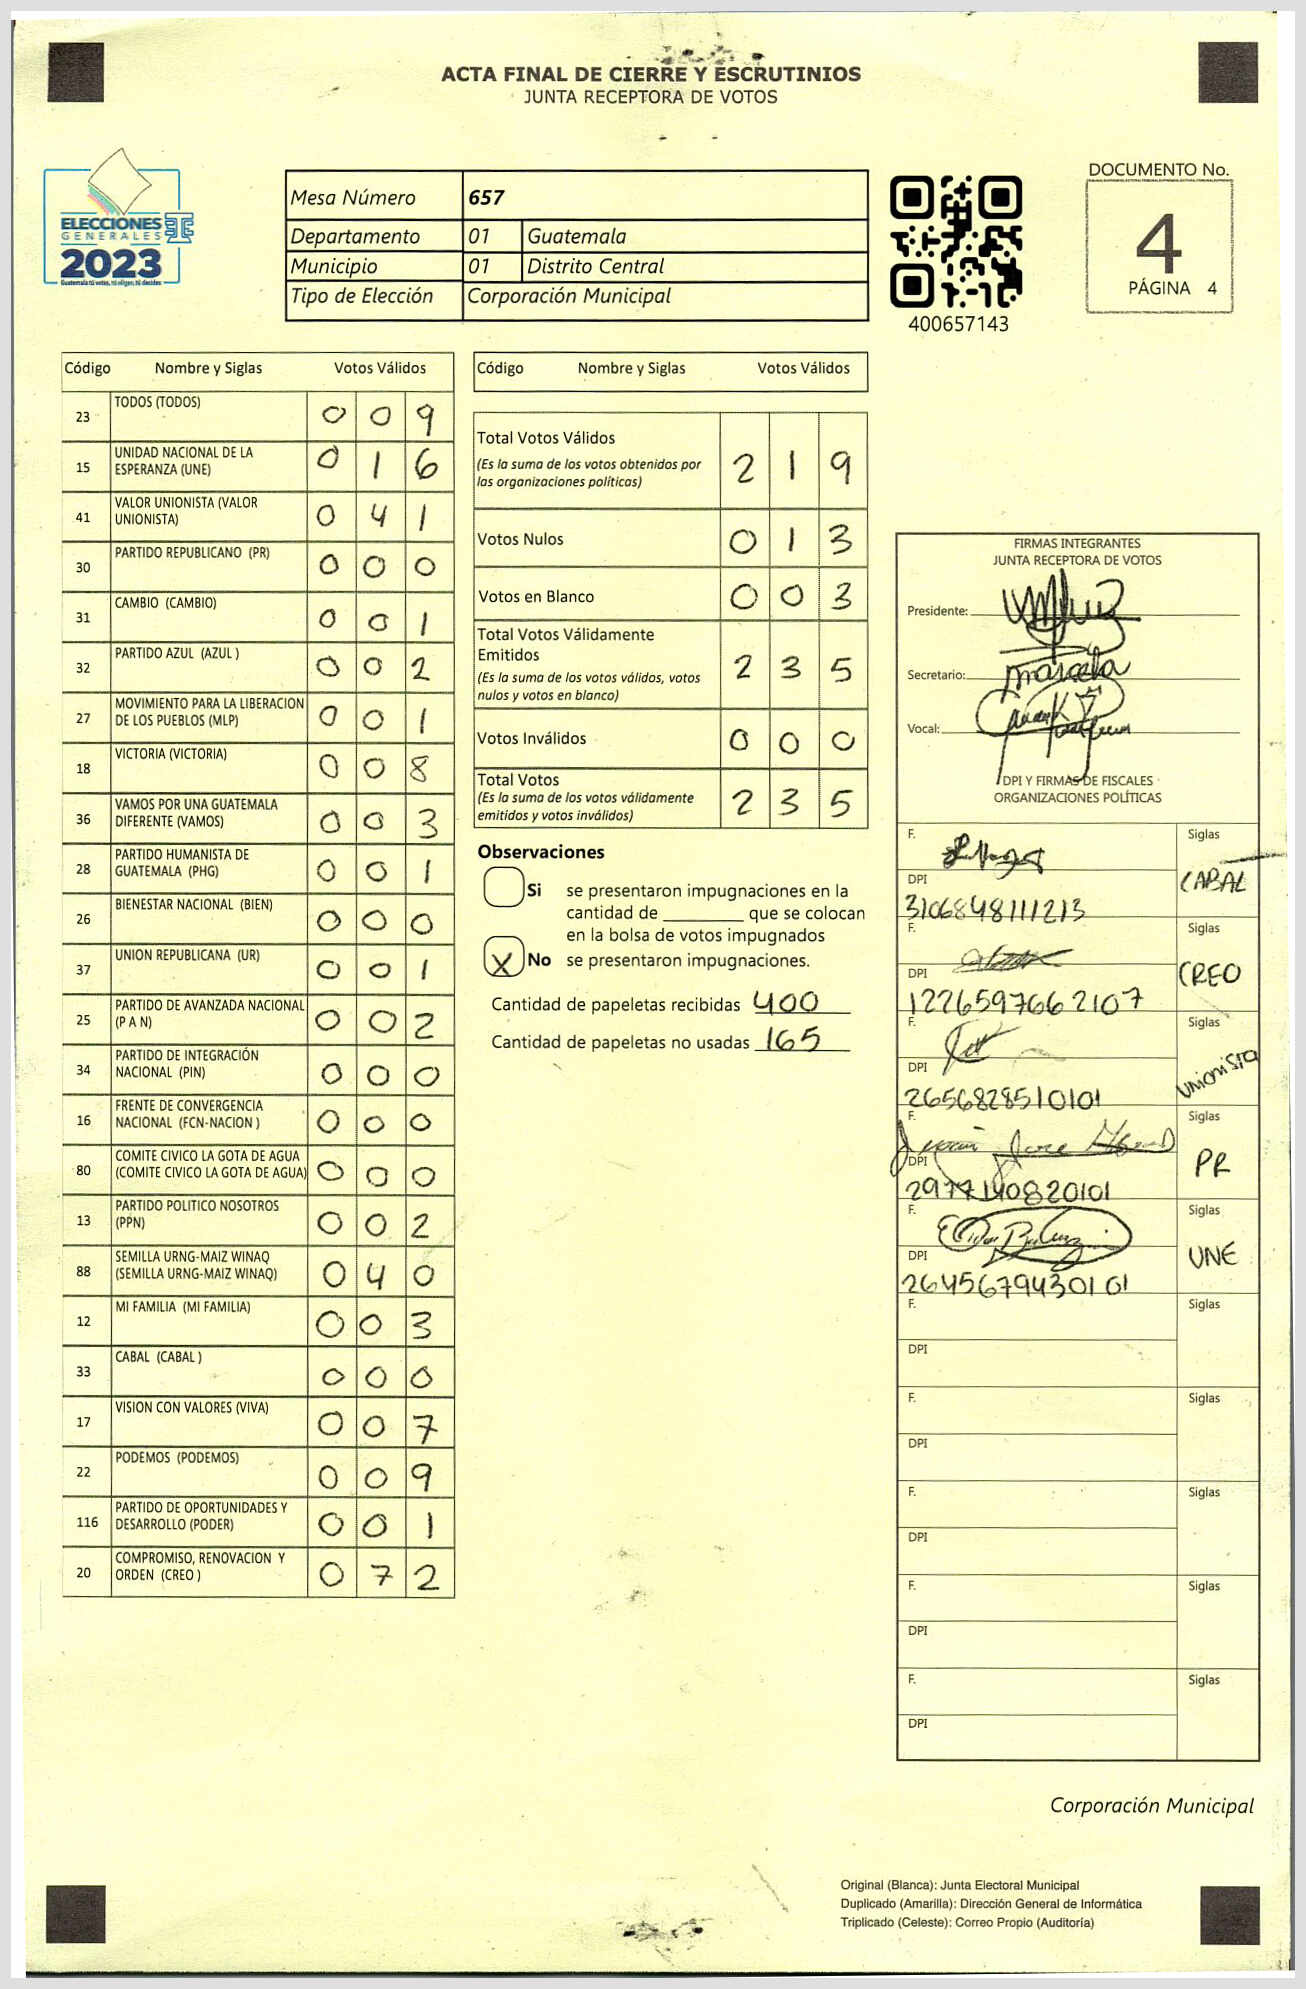 ACTA FINAL DE CIERRE Y ESCRUTINIOS
JUNTA RECEPTORA DE VOTOS
ELECCIONES
GENERALES
2023
Guatemala tú votas, tú eliges, tú decides
Mesa Número 657
Departamento 01 Guatemala
Municipio 01 Distrito Central
Tipo de Elección Corporación Municipal
400657143
DOCUMENTO No.
4
PÁGINA 4
Código Nombre y Siglas Votos Válidos
23 TODOS (TODOS) 0 0 9
15 UNIDAD NACIONAL DE LA ESPERANZA (UNE) 0 1 6
41 VALOR UNIONISTA (VALOR UNIONISTA) 0 4 1
30 PARTIDO REPUBLICANO (PR) 0 0 0
31 CAMBIO (CAMBIO) 0 0 1
32 PARTIDO AZUL (AZUL ) 0 0 2
27 MOVIMIENTO PARA LA LIBERACION DE LOS PUEBLOS (MLP) 0 0 1
18 VICTORIA (VICTORIA) 0 0 8
36 VAMOS POR UNA GUATEMALA DIFERENTE (VAMOS) 0 0 3
28 PARTIDO HUMANISTA DE GUATEMALA (PHG) 0 0 1
26 BIENESTAR NACIONAL (BIEN) 0 0 0
37 UNION REPUBLICANA (UR) 0 0 1
25 PARTIDO DE AVANZADA NACIONAL (P A N) 0 0 2
34 PARTIDO DE INTEGRACIÓN NACIONAL (PIN) 0 0 0
16 FRENTE DE CONVERGENCIA NACIONAL (FCN-NACION ) 0 0 0
80 COMITE CIVICO LA GOTA DE AGUA (COMITE CIVICO LA GOTA DE AGUA) 0 0 0
13 PARTIDO POLITICO NOSOTROS (PPN) 0 0 2
88 SEMILLA URNG-MAIZ WINAQ (SEMILLA URNG-MAIZ WINAQ) 0 4 0
12 MI FAMILIA (MI FAMILIA) 0 0 3
33 CABAL (CABAL ) 0 0 0
17 VISION CON VALORES (VIVA) 0 0 7
22 PODEMOS (PODEMOS) 0 0 9
116 PARTIDO DE OPORTUNIDADES Y DESARROLLO (PODER) 0 0 1
20 COMPROMISO, RENOVACION Y ORDEN (CREO ) 0 7 2
Código Nombre y Siglas Votos Válidos
Total Votos Válidos 2 1 9
(Es la suma de los votos obtenidos por
las organizaciones políticas)
Votos Nulos 0 1 3
Votos en Blanco 0 0 3
Total Votos Válidamente
Emitidos 2 3 5
(Es la suma de los votos válidos, votos
nulos y votos en blanco)
Votos Inválidos 0 0 0
Total Votos 2 3 5
(Es la suma de los votos válidamente
emitidos y votos inválidos)
Observaciones
Si se presentaron impugnaciones en la
cantidad de ________ que se colocan
en la bolsa de votos impugnados
X No se presentaron impugnaciones.
Cantidad de papeletas recibidas 400
Cantidad de papeletas no usadas 165
FIRMAS INTEGRANTES
JUNTA RECEPTORA DE VOTOS
Presidente:
Secretario: Marcela
Vocal:
DPI Y FIRMAS DE FISCALES
ORGANIZACIONES POLÍTICAS
F. Siglas
CABAL
DPI
3106848111213
F. Siglas
CREO
DPI
1226597662107
F. Siglas
Unionista
DPI
2656828510101
F. Jose Siglas
PR
DPI
2977140820101
F. Siglas
UNE
DPI
2645679430101
F. Siglas
DPI
F. Siglas
DPI
F. Siglas
DPI
F. Siglas
DPI
F. Siglas
DPI
Corporación Municipal
Original (Blanca): Junta Electoral Municipal
Duplicado (Amarilla): Dirección General de Informática
Triplicado (Celeste): Correo Propio (Auditoría)